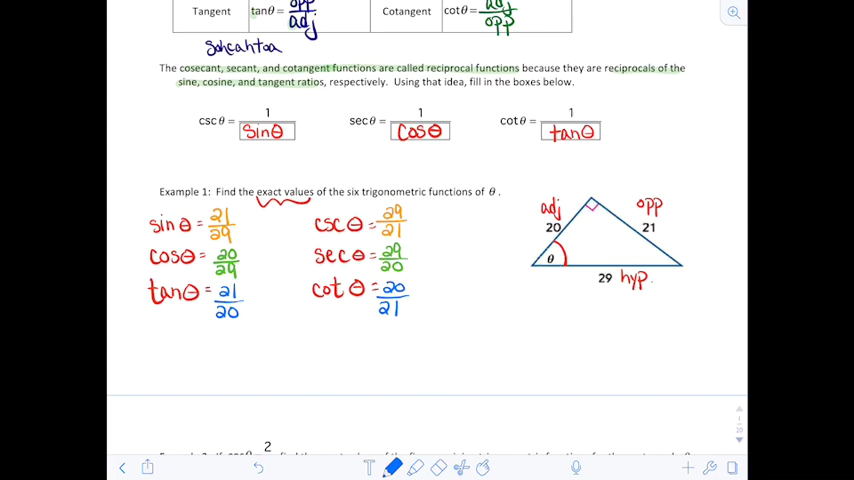 Tangent tanθ = opp/adj Cotangent cotθ = adj/opp
Sohcahtoa
The cosecant, secant, and cotangent functions are called reciprocal functions because they are reciprocals of the
sine, cosine, and tangent ratios, respectively. Using that idea, fill in the boxes below.
cscθ = 1/sinθ secθ = 1/cosθ cotθ = 1/tanθ
Example 1: Find the exact values of the six trigonometric functions of θ.
sinθ = 21/29 cscθ = 29/21
cosθ = 20/29 secθ = 29/20
tanθ = 21/20 cotθ = 20/21
adj opp
20 21
θ
29 hyp.
2